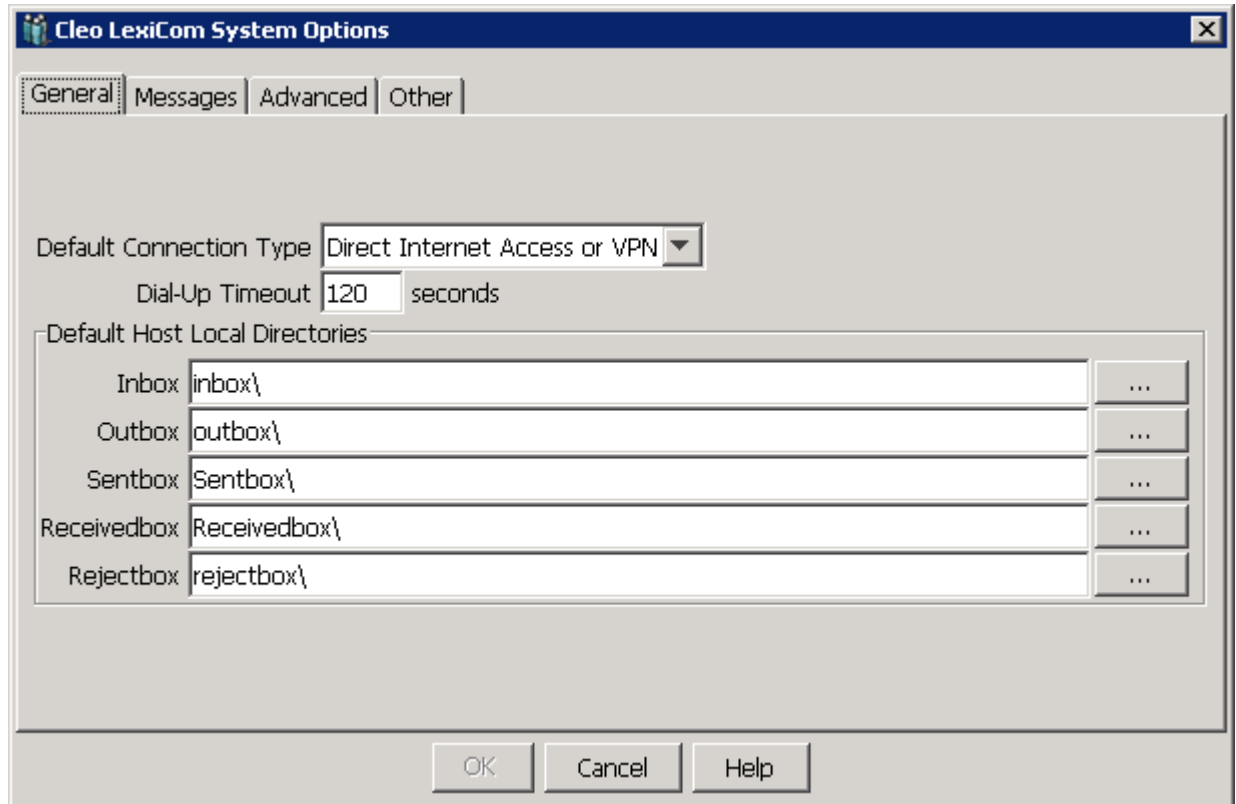 Cleo LexiCom System Options
General Messages Advanced Other
Default Connection Type Direct Internet Access or VPN
Dial-Up Timeout 120 seconds
Default Host Local Directories
Inbox inbox\ ...
Outbox outbox\ ...
Sentbox Sentbox\ ...
Receivedbox Receivedbox\ ...
Rejectbox rejectbox\ ...
OK Cancel Help